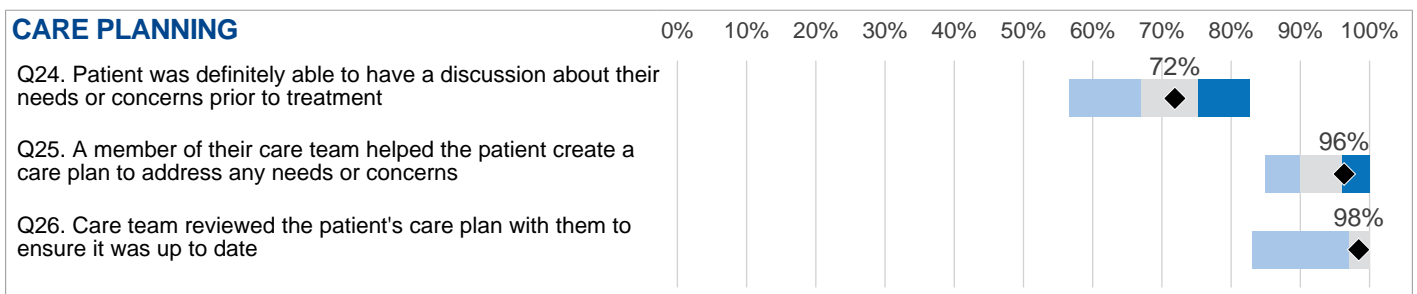 CARE PLANNING
0% 10% 20% 30% 40% 50% 60% 70% 80% 90% 100%
Q24. Patient was definitely able to have a discussion about their
needs or concerns prior to treatment
72%
Q25. A member of their care team helped the patient create a
care plan to address any needs or concerns
96%
Q26. Care team reviewed the patient's care plan with them to
ensure it was up to date
98%